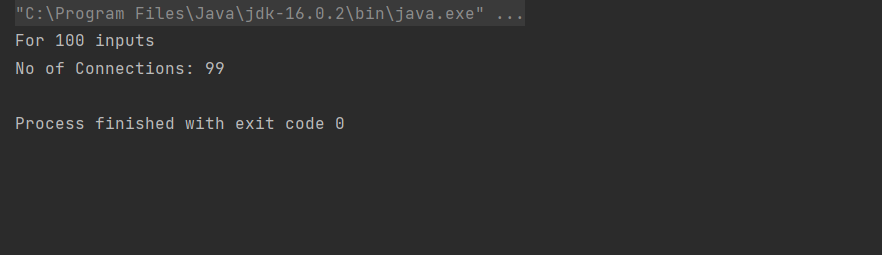 "C:\Program Files\Java\jdk-16.0.2\bin\java.exe" ...
For 100 inputs
No of Connections: 99
Process finished with exit code 0